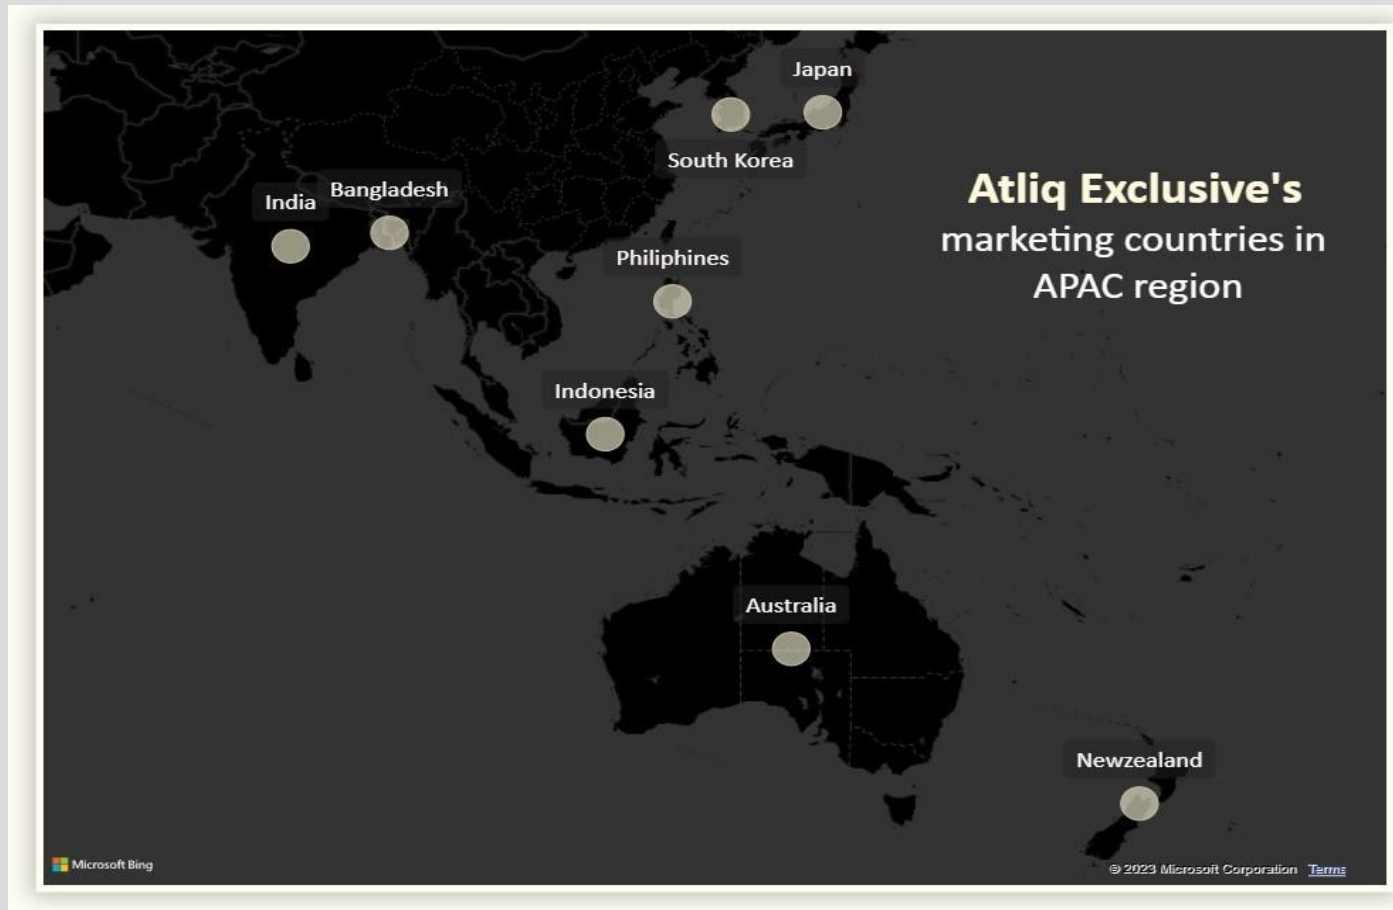 Japan
South Korea
Atliq Exclusive's
marketing countries in
APAC region
Bangladesh
India
Philiphines
Indonesia
Australia
Newzealand
Microsoft Bing
© 2023 Microsoft Corporation Terms